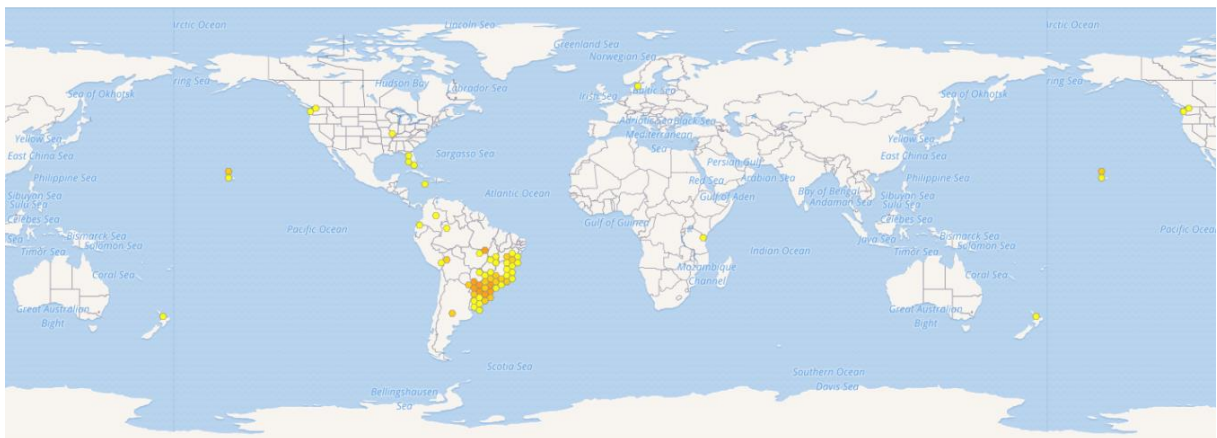 Arctic Ocean
Lincoln Sea
Arctic Ocean
Greenland Sea
Norwegian Sea
ring Sea
Hudson Bay
Labrador Sea
Sea of Okhotsk
Irish Sea
Baltic Sea
Sea of Okhotsk
ring Sea
Yellow Sea
East China Sea
Philippine Sea
Sibuyan
Sea
Sulu Sea
Celebes Sea
Sea
Bismarck Sea
Solomon Sea
Timor Sea
Coral Sea
Great Australian
Bight
Pacific Ocean
Sargasso Sea
Atlantic Ocean
Adriatic Sea
Black Sea
Mediterranean
Sea
Persian Gulf
Red Sea
Arabian Sea
Gulf of Aden
Gulf of Guinea
Bay of Bengal
Andaman Sea
Indian Ocean
Mozambique
Channel
Java Sea
Yellow Sea
East China Sea
Philippine Sea
Sibuyan
Sea
Sulu Sea
Celebes Sea
Bismarck Sea
Solomon Sea
Timor Sea
Coral Sea
Great Australian
Bight
Pacific Ocean
Scotia Sea
Bellingshausen
Sea
Southern Ocean
Davis Sea